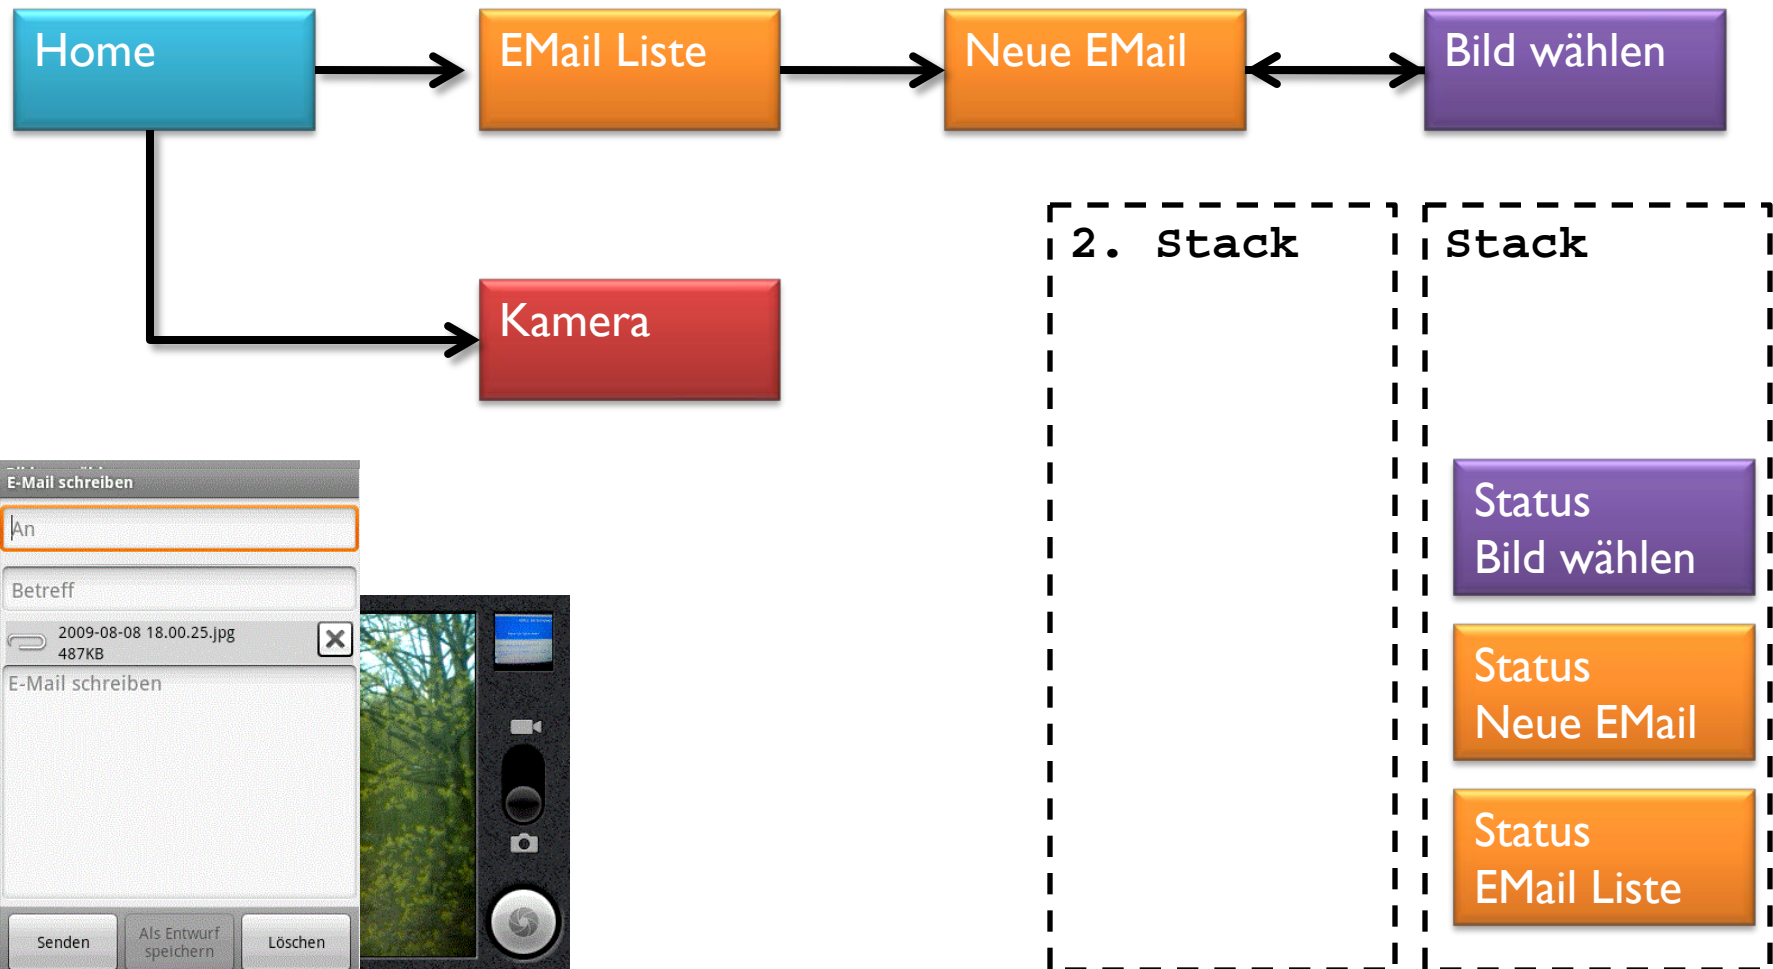 Home
EMail Liste
Neue EMail
Bild wählen
2. Stack
Stack
Kamera
Status
Bild wählen
Status
Neue EMail
Status
EMail Liste
E-Mail schreiben
An
Betreff
2009-08-08 18.00.25.jpg
487KB
E-Mail schreiben
Senden
Als Entwurf
speichern
Löschen